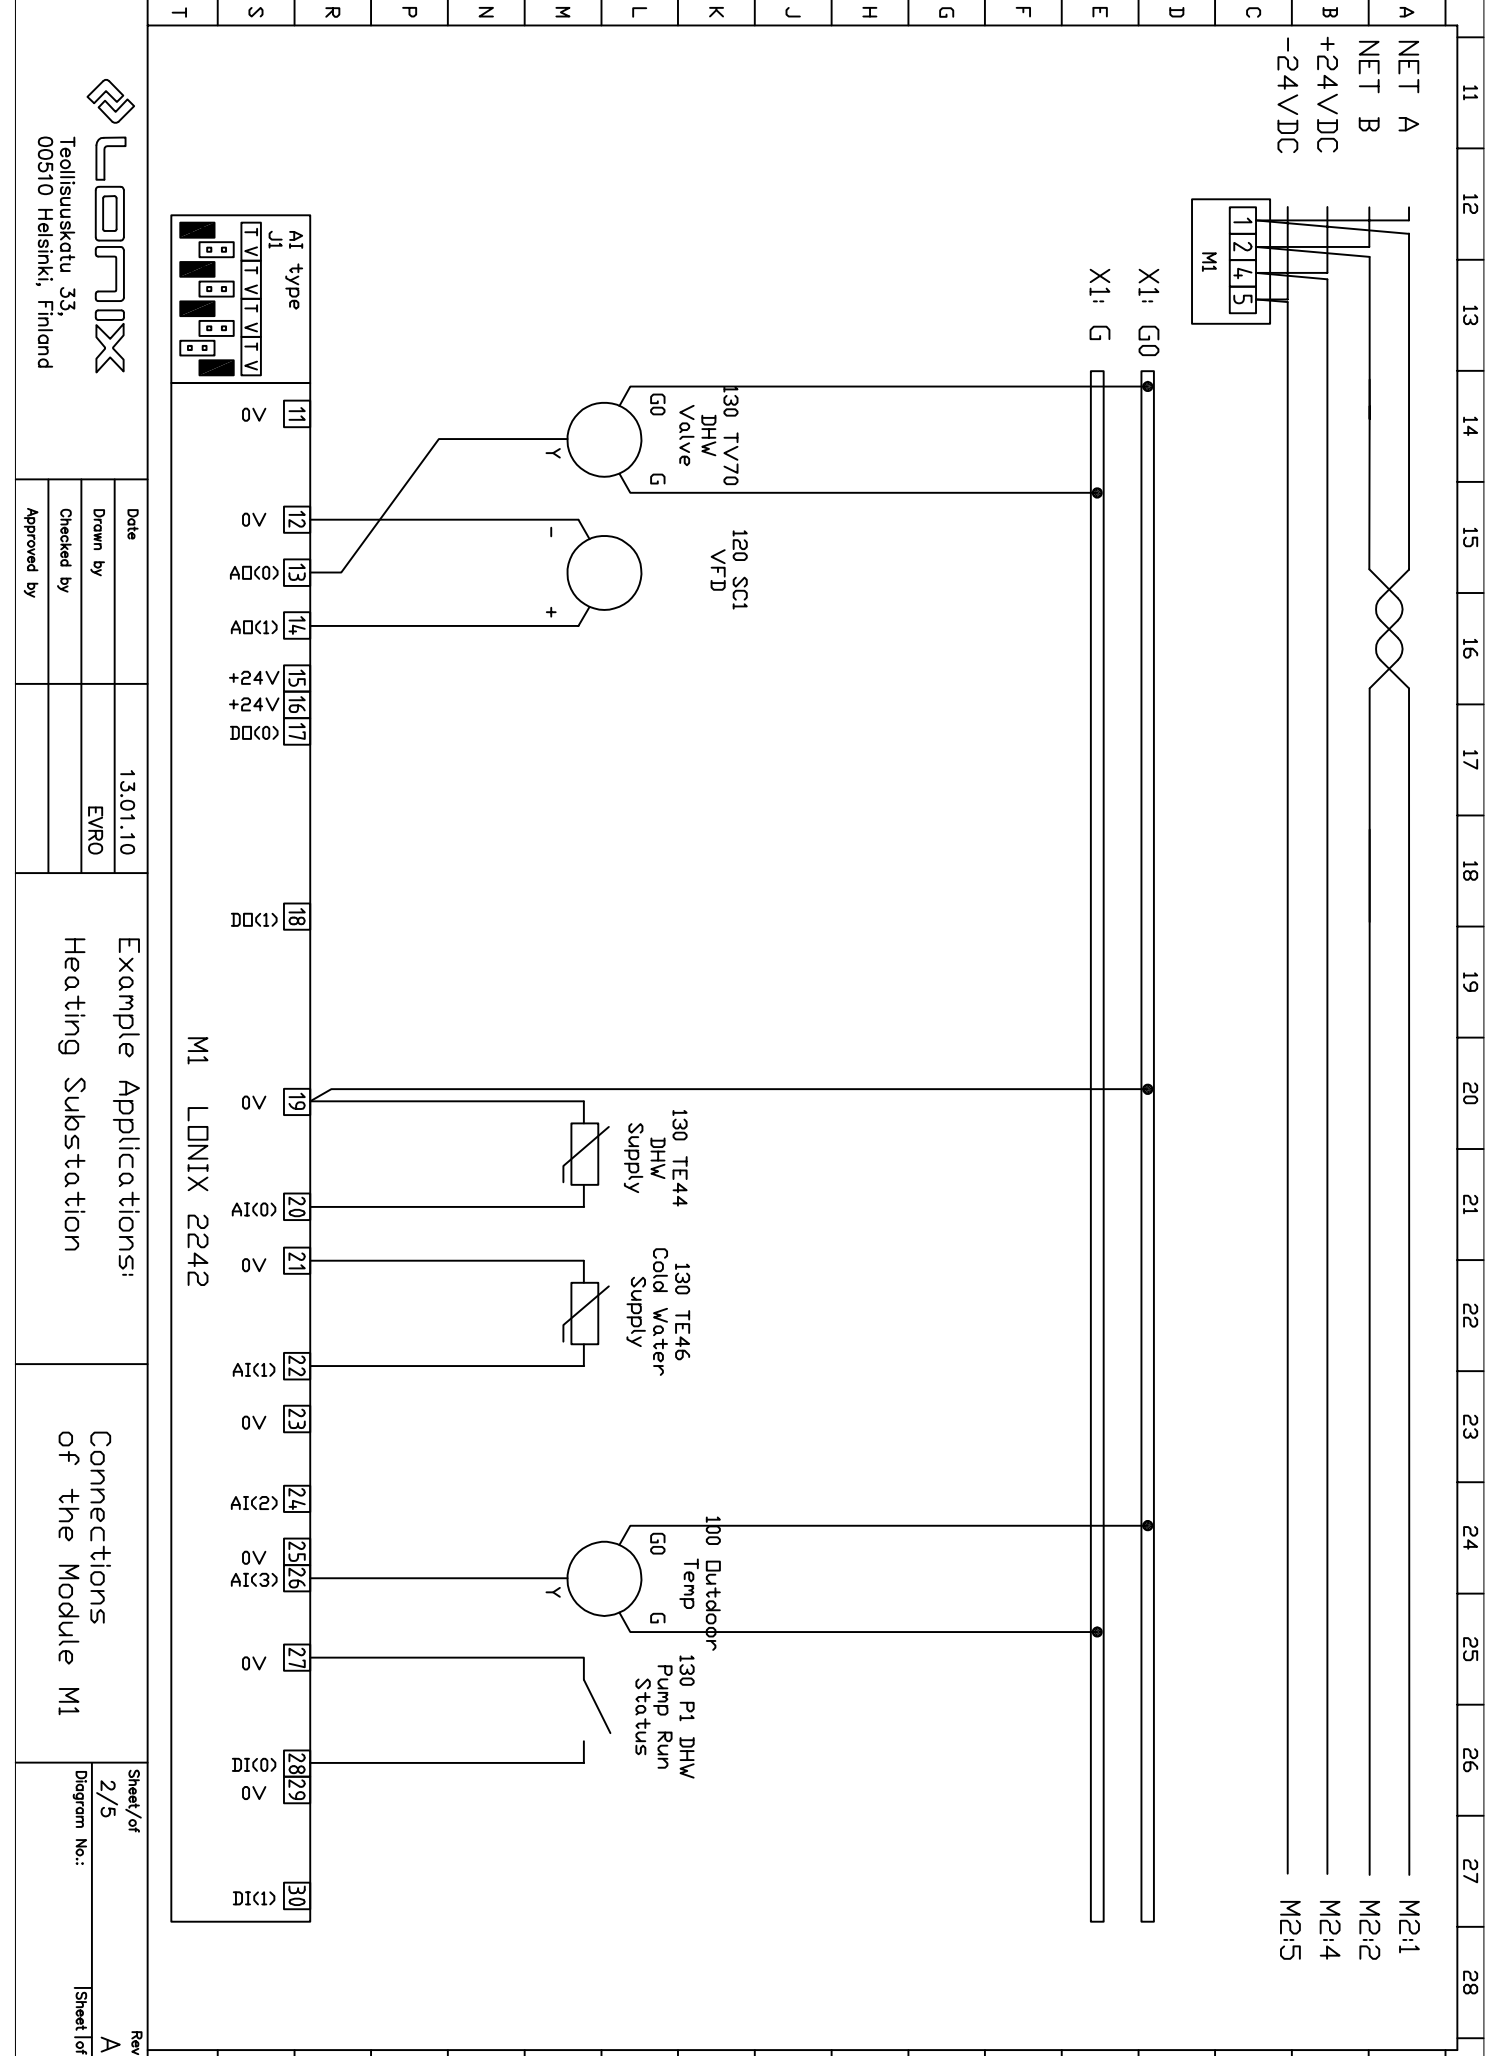 11 12 13 14 15 16 17 18 19 20 21 22 23 24 25 26 27 28
A
B
C
D
E
F
G
H
J
K
L
M
N
P
R
S
T
NET A
NET B
+24VDC
-24VDC
M2:1
M2:2
M2:4
M2:5
1 2 4 5
M1
X1: G0
X1: G
130 TV70
DHW
Valve
G0 G
Y
120 SC1
VFD
- +
130 TE44
DHW
Supply
130 TE46
Cold Water
Supply
100 Outdoor
Temp
G0 G
Y
130 P1 DHW
Pump Run
Status
AI type
J1
T V T V T V T V
11 12 13 14 15 16 17 18 19 20 21 22 23 24 25 26 27 28 29 30
0V 0V AO(0) AO(1) +24V +24V DO(0) DO(1) 0V AI(0) 0V AI(1) 0V AI(2) 0V AI(3) 0V DI(0) 0V DI(1)
M1 LONIX 2242
LONIX
Teollisuuskatu 33,
00510 Helsinki, Finland
Date 13.01.10
Drawn by EVRO
Checked by
Approved by
Example Applications:
Heating Substation
Connections
of the Module M1
Sheet/of
2/5
Rev
A
Diagram No.:
Sheet of